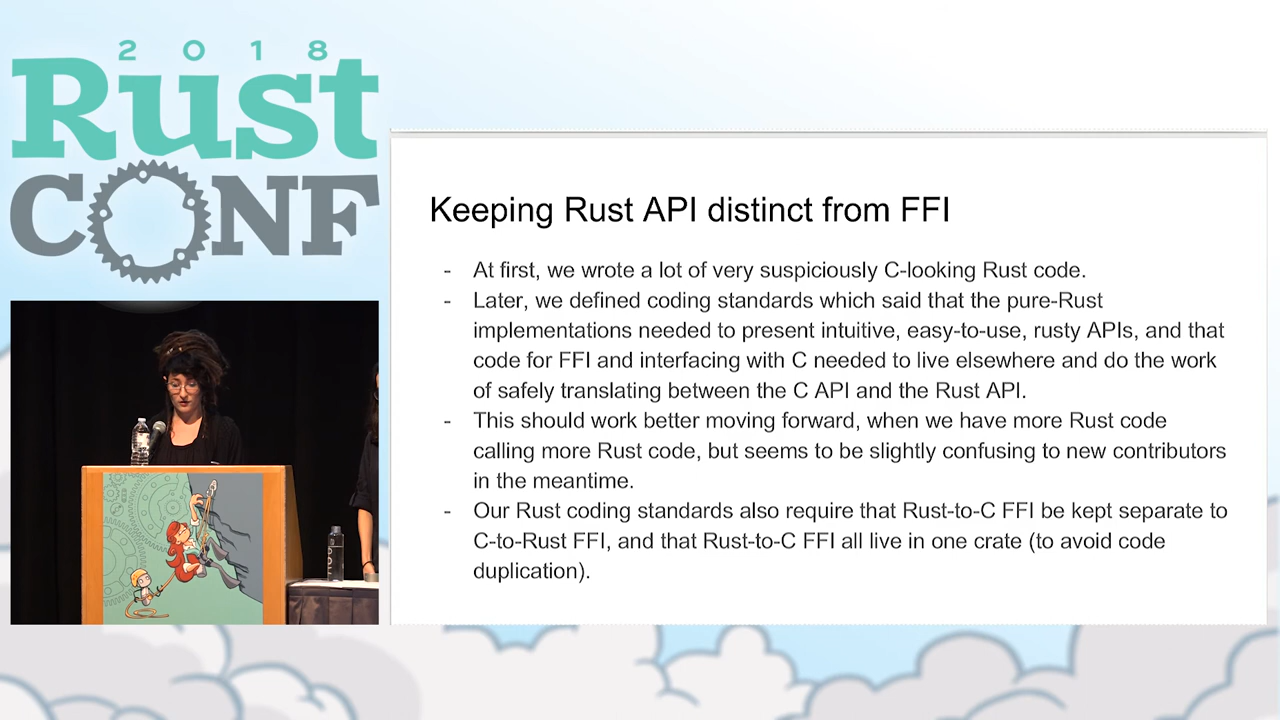 2018
Rust
CONF
Keeping Rust API distinct from FFI
- At first, we wrote a lot of very suspiciously C-looking Rust code.
- Later, we defined coding standards which said that the pure-Rust
implementations needed to present intuitive, easy-to-use, rusty APIs, and that
code for FFI and interfacing with C needed to live elsewhere and do the work
of safely translating between the C API and the Rust API.
- This should work better moving forward, when we have more Rust code
calling more Rust code, but seems to be slightly confusing to new contributors
in the meantime.
- Our Rust coding standards also require that Rust-to-C FFI be kept separate to
C-to-Rust FFI, and that Rust-to-C FFI all live in one crate (to avoid code
duplication).